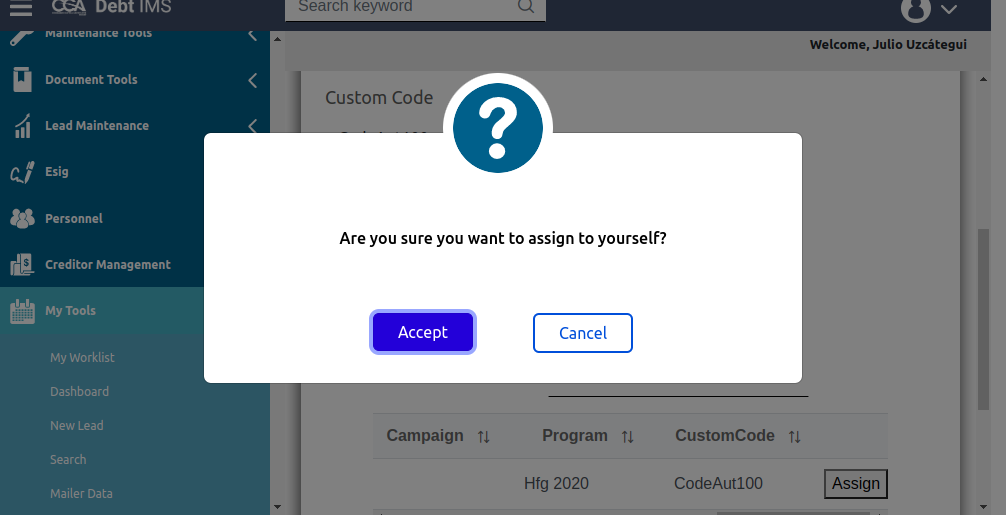 CCA Debt IMS
Search keyword
Maintenance Tools
Welcome, Julio Uzcátegui
Document Tools
Custom Code
Lead Maintenance
Esig
Personnel
Creditor Management
My Tools
My Worklist
Dashboard
New Lead
Search
Mailer Data
?
Are you sure you want to assign to yourself?
Accept
Cancel
Campaign
Program
CustomCode
Hfg 2020
CodeAut100
Assign